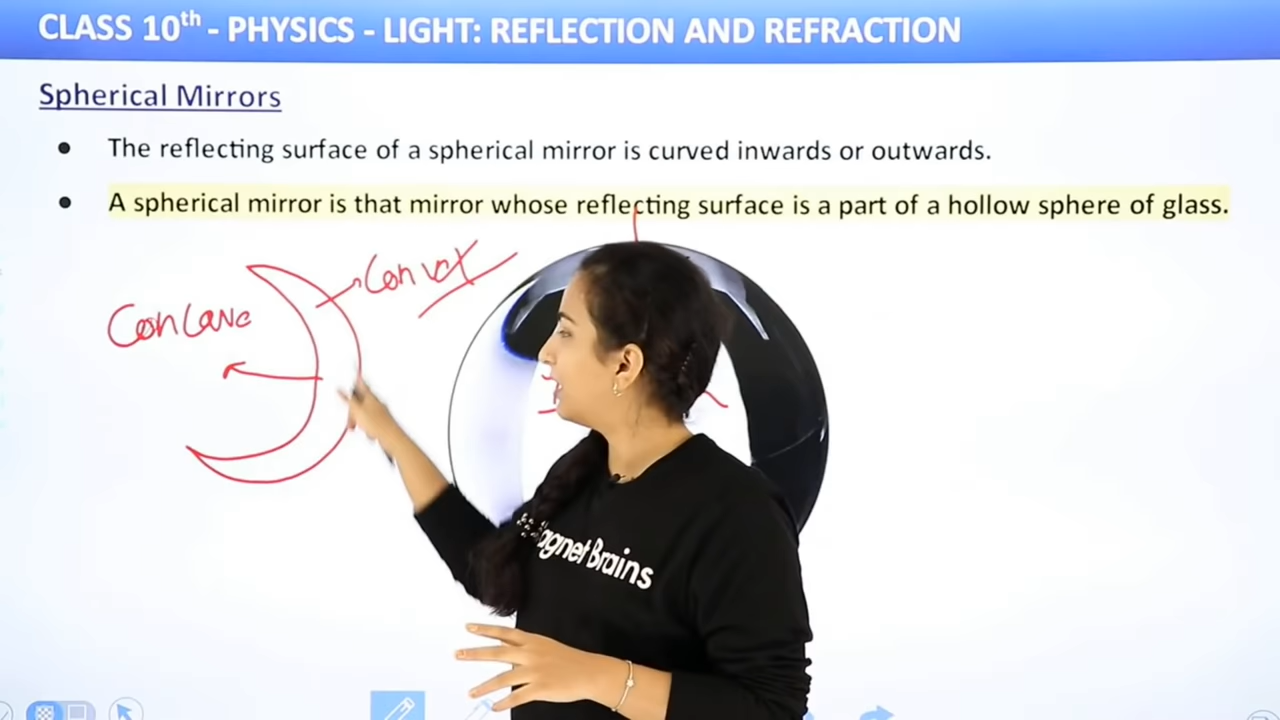 CLASS 10th - PHYSICS - LIGHT: REFLECTION AND REFRACTION
Spherical Mirrors
• The reflecting surface of a spherical mirror is curved inwards or outwards.
• A spherical mirror is that mirror whose reflecting surface is a part of a hollow sphere of glass.
Convex
Concave
Magnet Brains